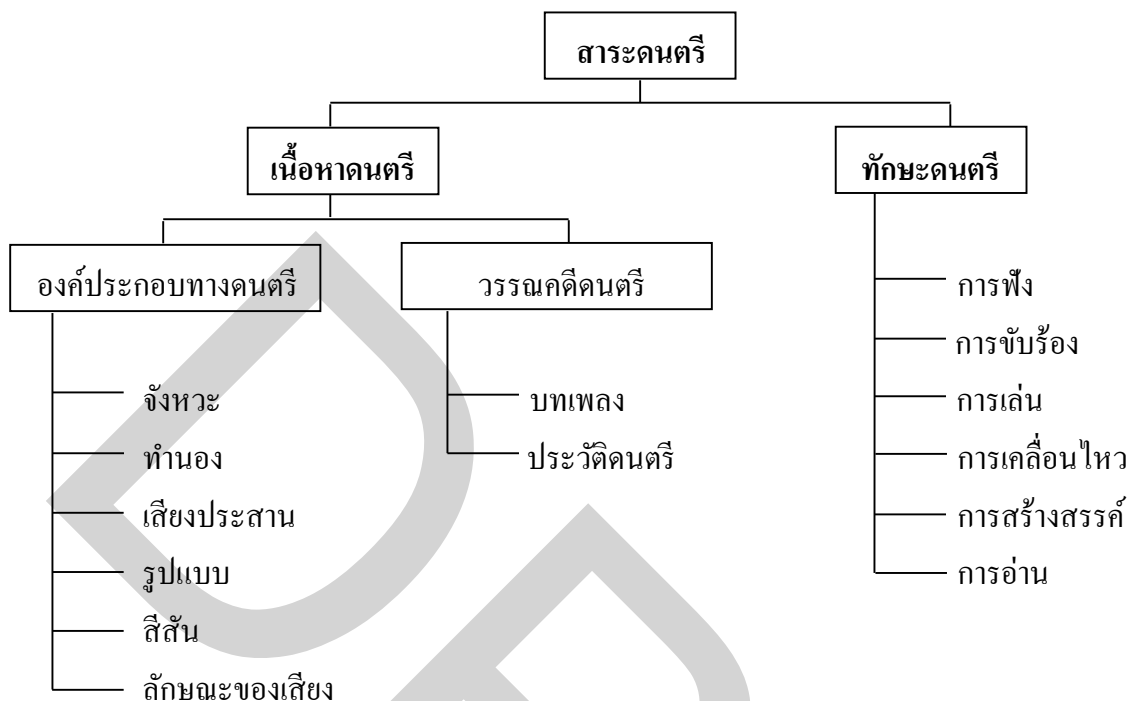 สาระดนตรี
เนื้อหาดนตรี
ทักษะดนตรี
องค์ประกอบทางดนตรี
วรรณคดีดนตรี
จังหวะ
ทำนอง
เสียงประสาน
รูปแบบ
สีสัน
ลักษณะของเสียง
บทเพลง
ประวัติดนตรี
การฟัง
การขับร้อง
การเล่น
การเคลื่อนไหว
การสร้างสรรค์
การอ่าน